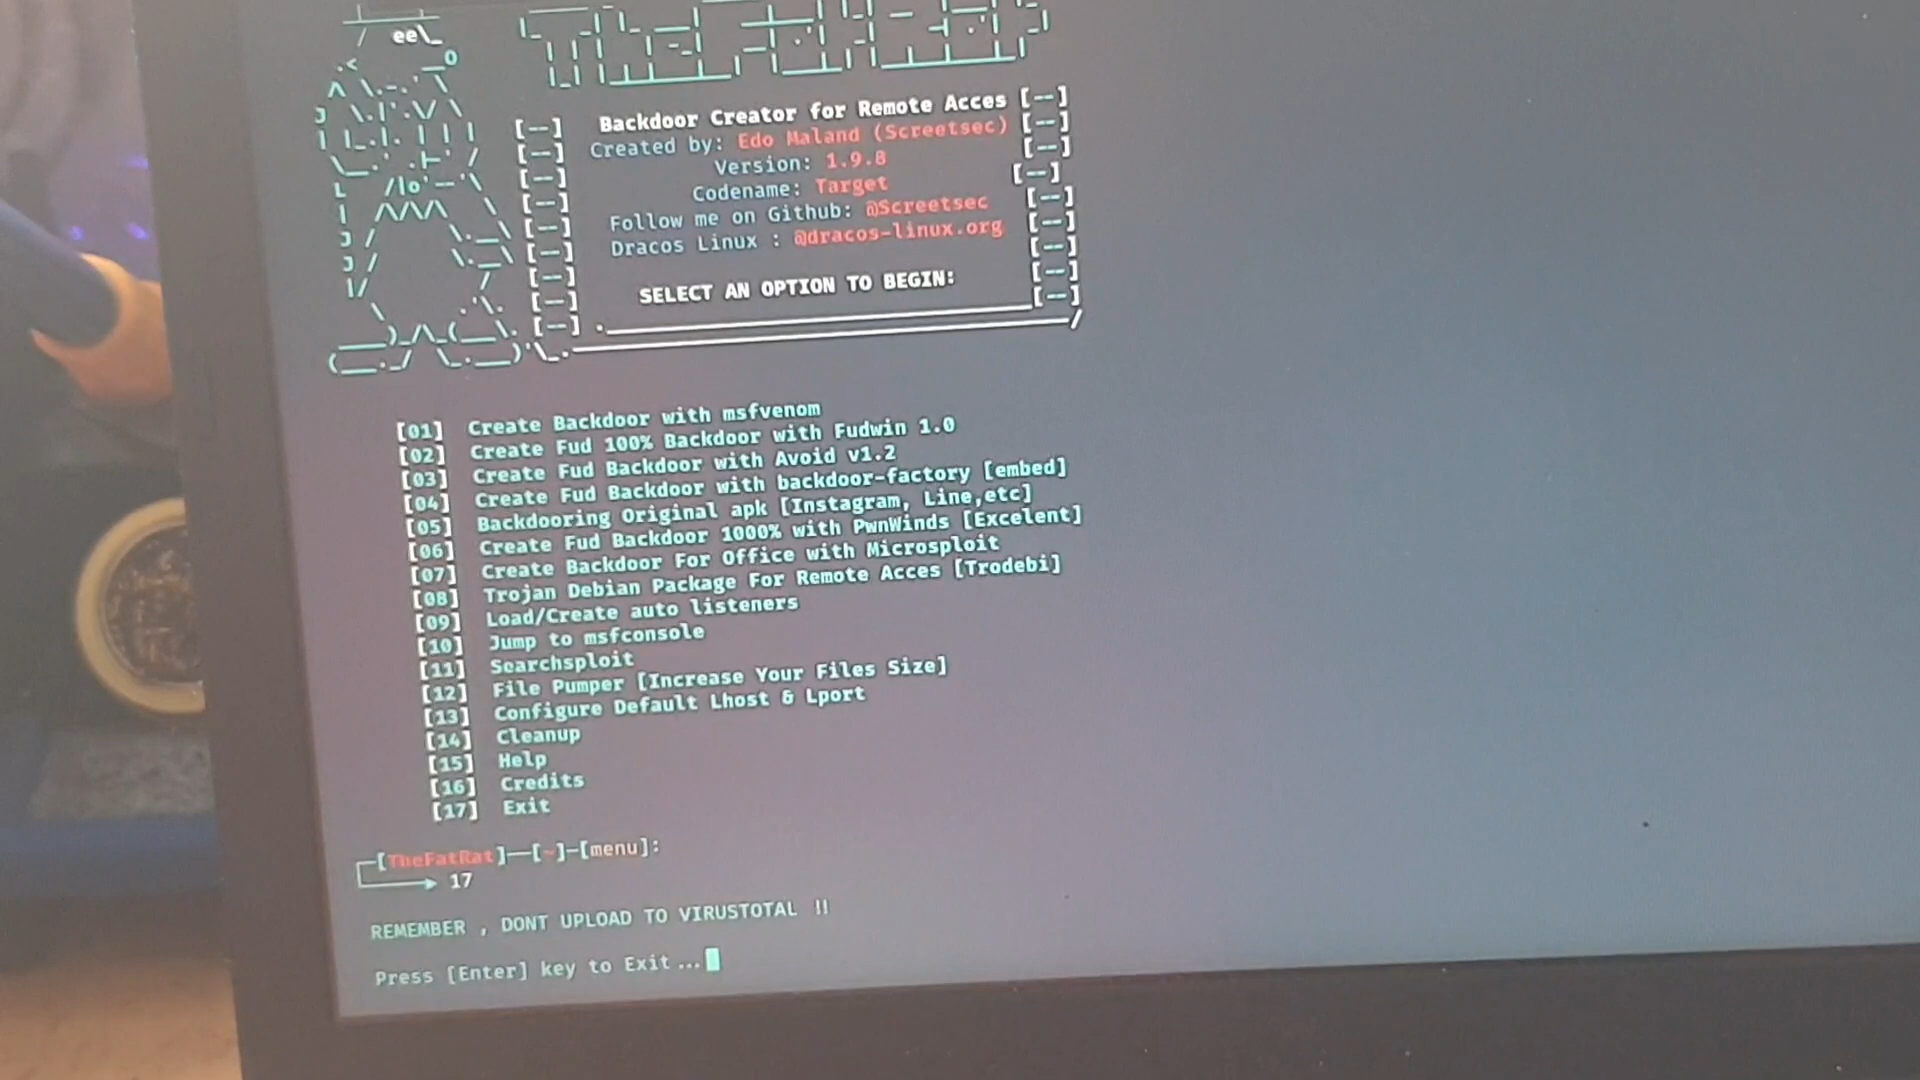 Backdoor Creator for Remote Acces
Created by: Edo Maland (Screetsec)
Version: 1.9.8
Codename: Target
Follow me on Github: @Screetsec
Dracos Linux : @dracos-linux.org
SELECT AN OPTION TO BEGIN:
[01] Create Backdoor with msfvenom
[02] Create Fud 100% Backdoor with Fudwin 1.0
[03] Create Fud Backdoor with Avoid v1.2
[04] Create Fud Backdoor with backdoor-factory [embed]
[05] Backdooring Original apk [Instagram, Line,etc]
[06] Create Fud Backdoor 1000% with PwnWinds [Excelent]
[07] Create Backdoor For Office with Microsploit
[08] Trojan Debian Package For Remote Acces [Trodebi]
[09] Load/Create auto listeners
[10] Jump to msfconsole
[11] Searchsploit
[12] File Pumper [Increase Your Files Size]
[13] Configure Default Lhost & Lport
[14] Cleanup
[15] Help
[16] Credits
[17] Exit
[TheFatRat]—[~]—[menu]:
17
REMEMBER , DONT UPLOAD TO VIRUSTOTAL !!
Press [Enter] key to Exit...